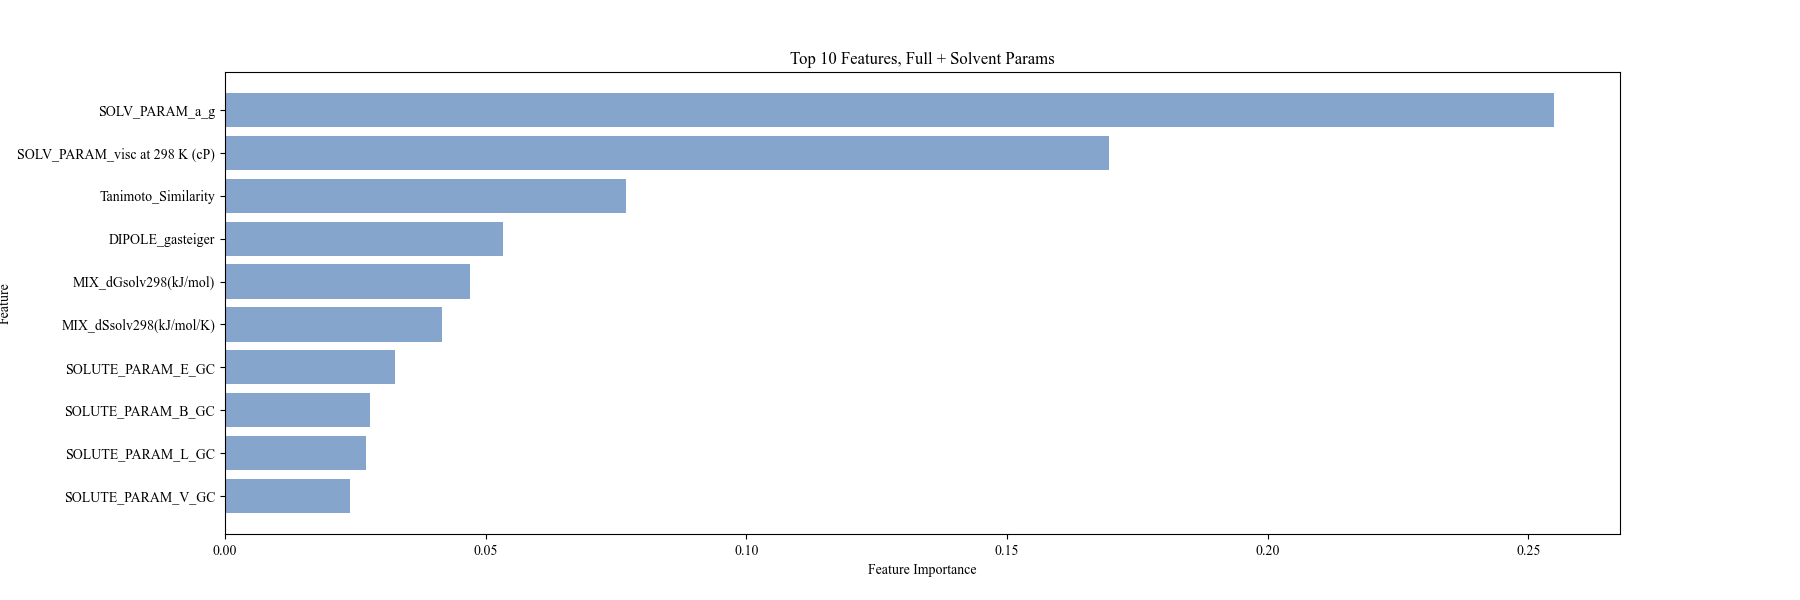 Top 10 Features, Full + Solvent Params
SOLV_PARAM_a_g
SOLV_PARAM_visc at 298 K (cP)
Tanimoto_Similarity
DIPOLE_gasteiger
MIX_dGsolv298(kJ/mol)
MIX_dSsolv298(kJ/mol/K)
SOLUTE_PARAM_E_GC
SOLUTE_PARAM_B_GC
SOLUTE_PARAM_L_GC
SOLUTE_PARAM_V_GC
Feature
0.00 0.05 0.10 0.15 0.20 0.25
Feature Importance